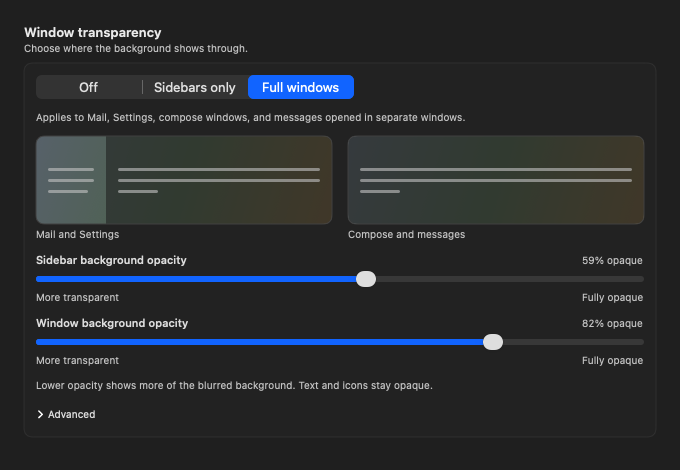 Window transparency
Choose where the background shows through.
Off
Sidebars only
Full windows
Applies to Mail, Settings, compose windows, and messages opened in separate windows.
Mail and Settings
Compose and messages
Sidebar background opacity
59% opaque
More transparent
Fully opaque
Window background opacity
82% opaque
More transparent
Fully opaque
Lower opacity shows more of the blurred background. Text and icons stay opaque.
Advanced